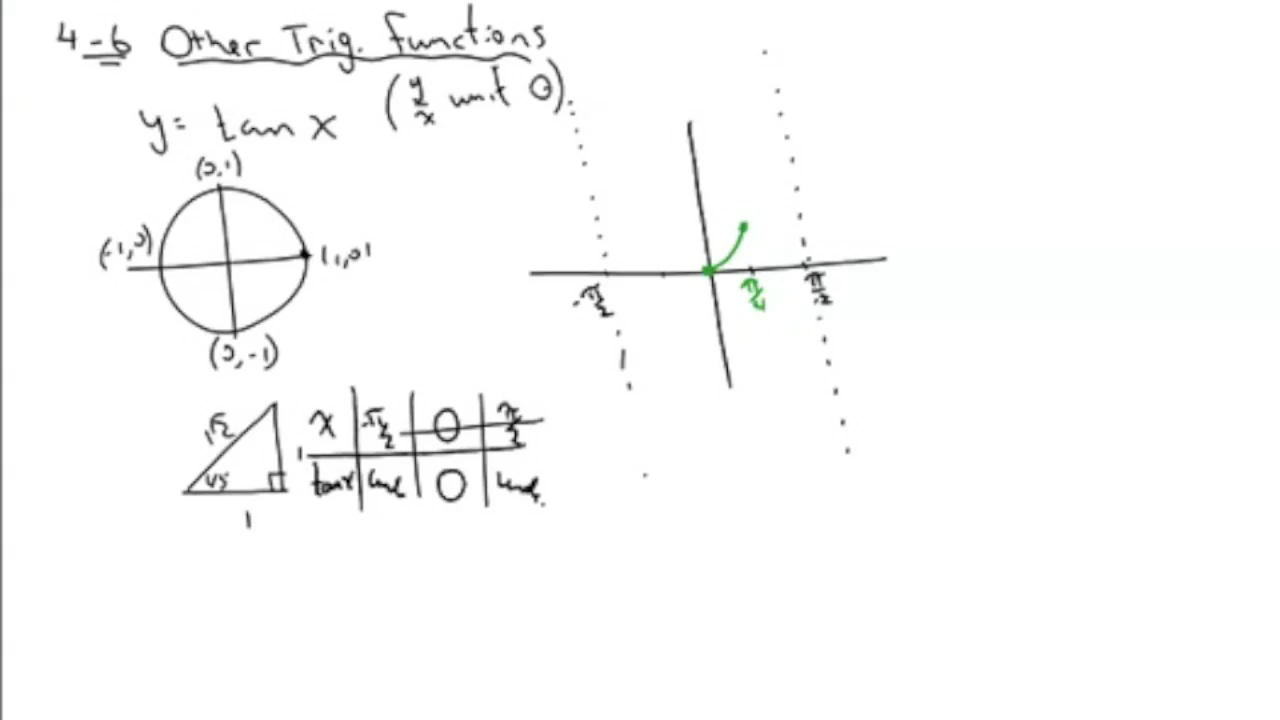 4-6 Other Trig. Functions
y = tan x (y/x unit O)
(0,1)
(-1,0)
(1,0)
(0,-1)
-π/2
π/4
π/2
√2
45
1
1
x -π/2 0 π/2
tan x und 0 und.